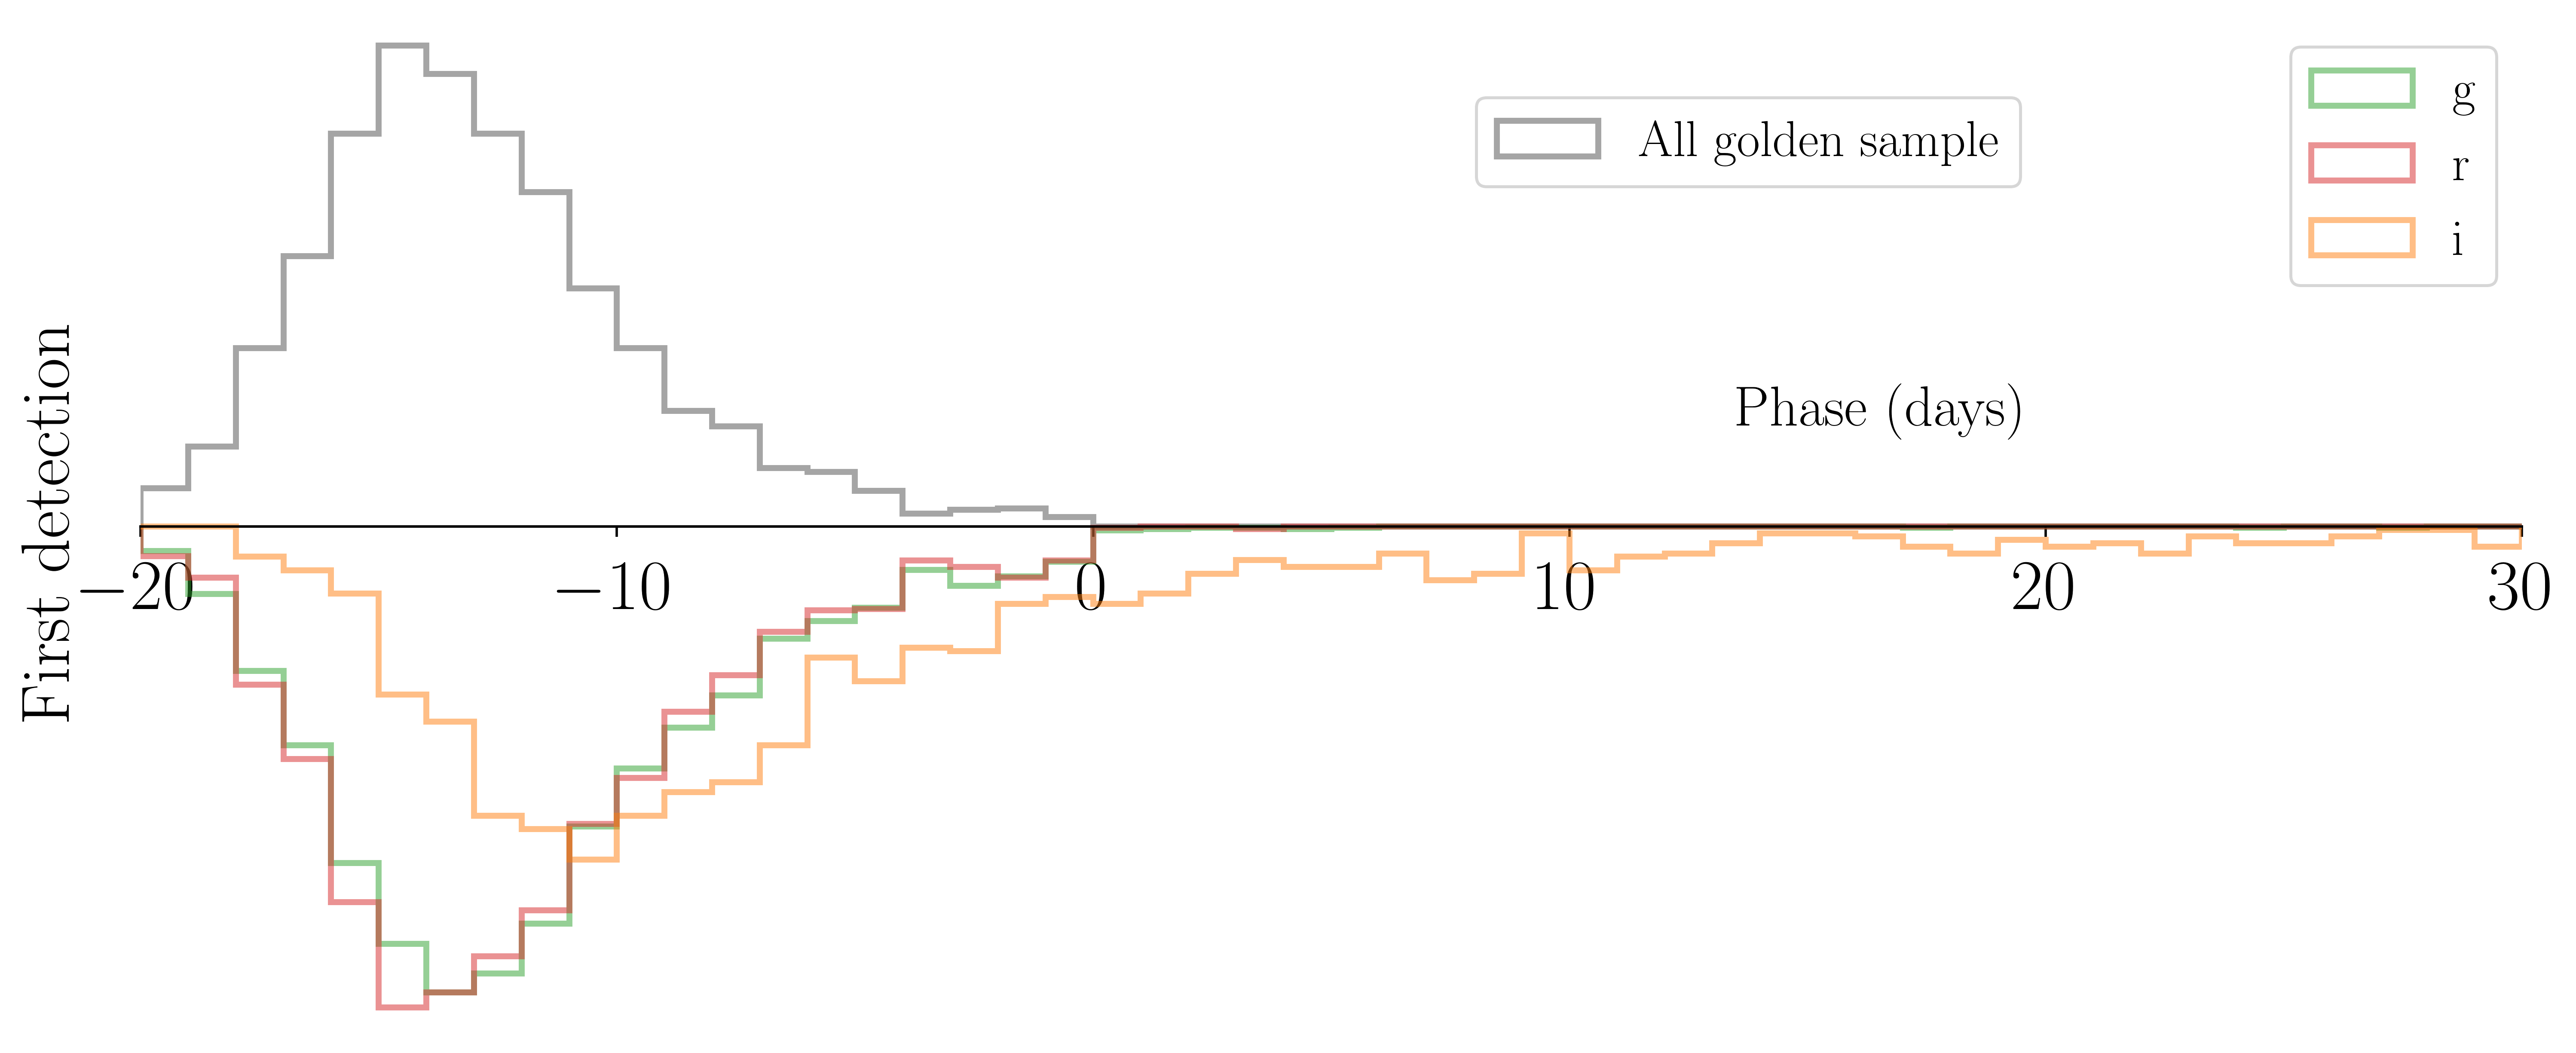 All golden sample
g
r
i
First detection
Phase (days)
−20 −10 0 10 20 30